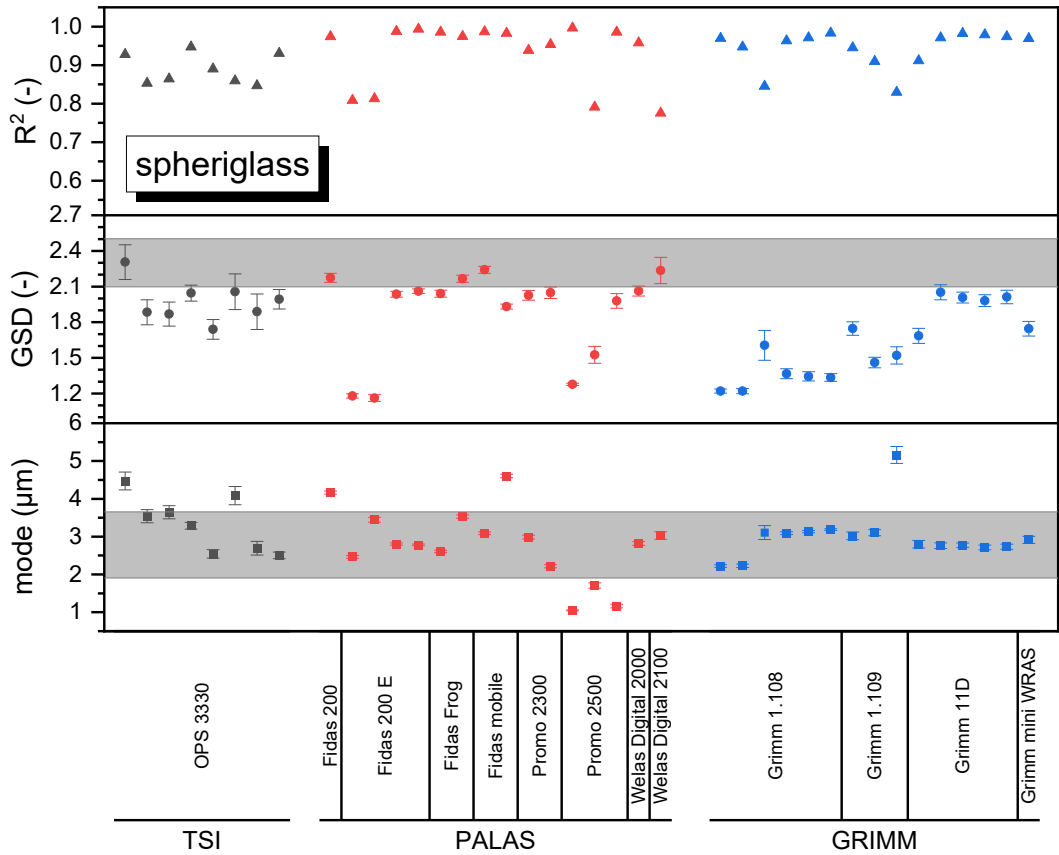 R² (-)
1.0
0.9
0.8
0.7
0.6
spheriglass
GSD (-)
2.7
2.4
2.1
1.8
1.5
1.2
mode (μm)
6
5
4
3
2
1
OPS 3330
Fidas 200
Fidas 200 E
Fidas Frog
Fidas mobile
Promo 2300
Promo 2500
Welas Digital 2000
Welas Digital 2100
Grimm 1.108
Grimm 1.109
Grimm 11D
Grimm mini WRAS
TSI
PALAS
GRIMM